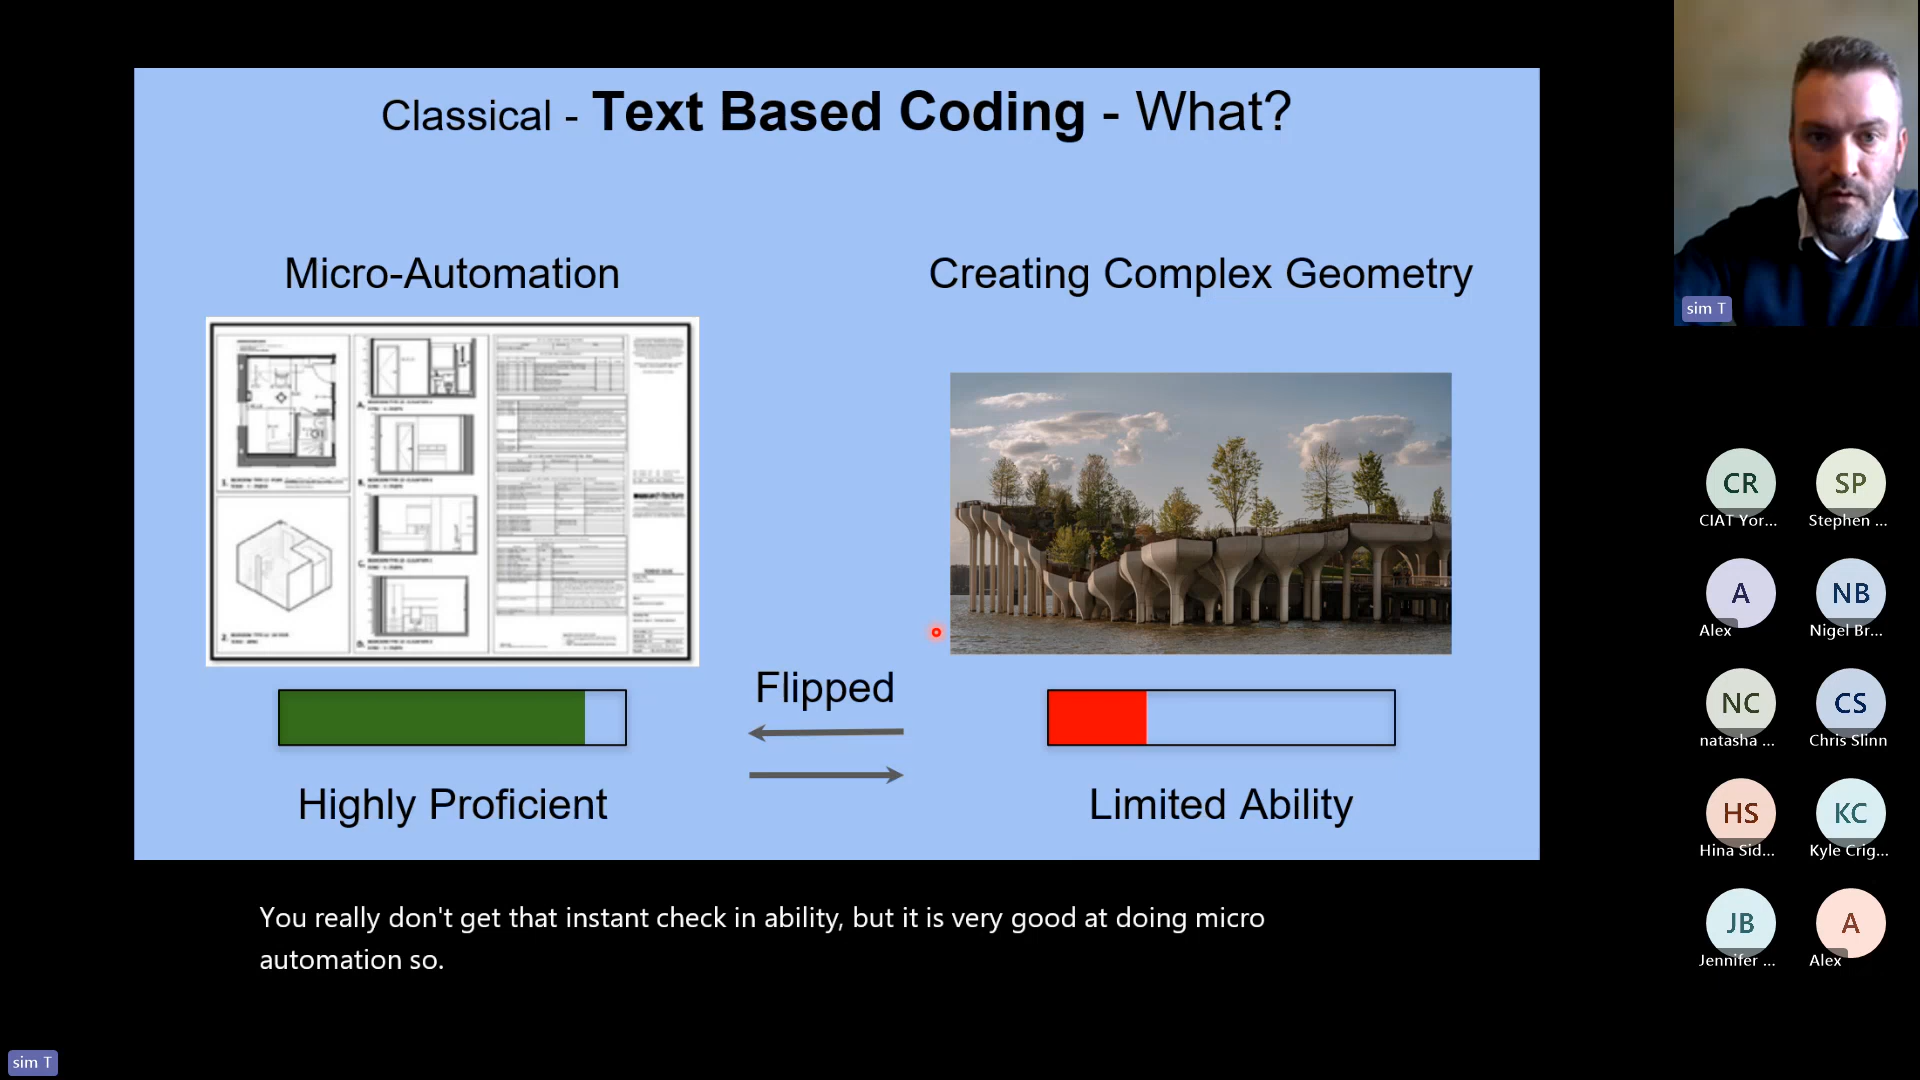 Classical - Text Based Coding - What?
Micro-Automation
Creating Complex Geometry
Flipped
Highly Proficient
Limited Ability
You really don't get that instant check in ability, but it is very good at doing micro
automation so.
sim T
CR
CIAT Yor...
SP
Stephen ...
A
Alex
NB
Nigel Br...
NC
natasha ...
CS
Chris Slinn
HS
Hina Sid...
KC
Kyle Crig...
JB
Jennifer ...
A
Alex
sim T